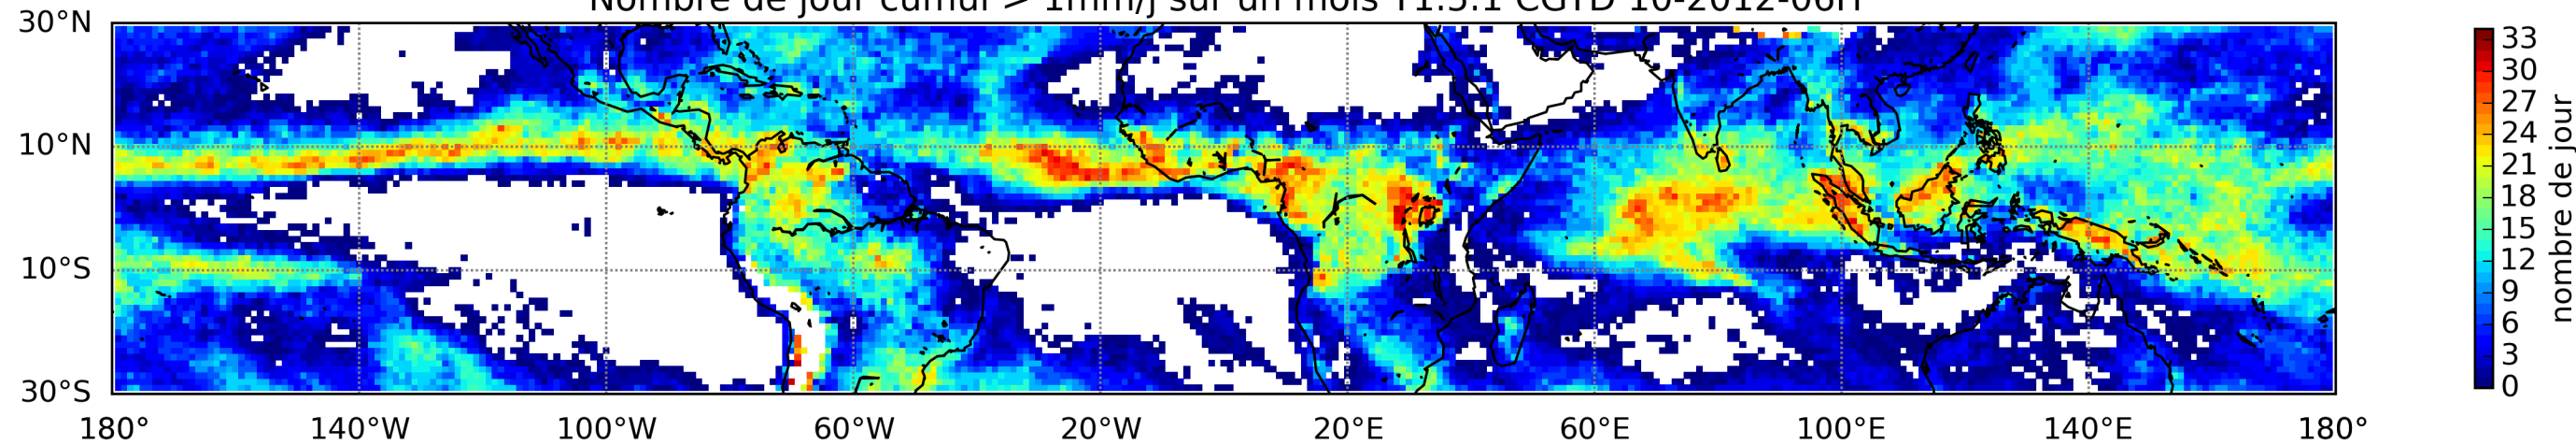 Nombre de jour cumul > 1mm/j sur un mois T1.5.1 CGTD 10-2012-06H
30°N
10°N
10°S
30°S
180°
140°W
100°W
60°W
20°W
20°E
60°E
100°E
140°E
180°
33
30
27
24
21
18
15
12
9
6
3
0
nombre de jour